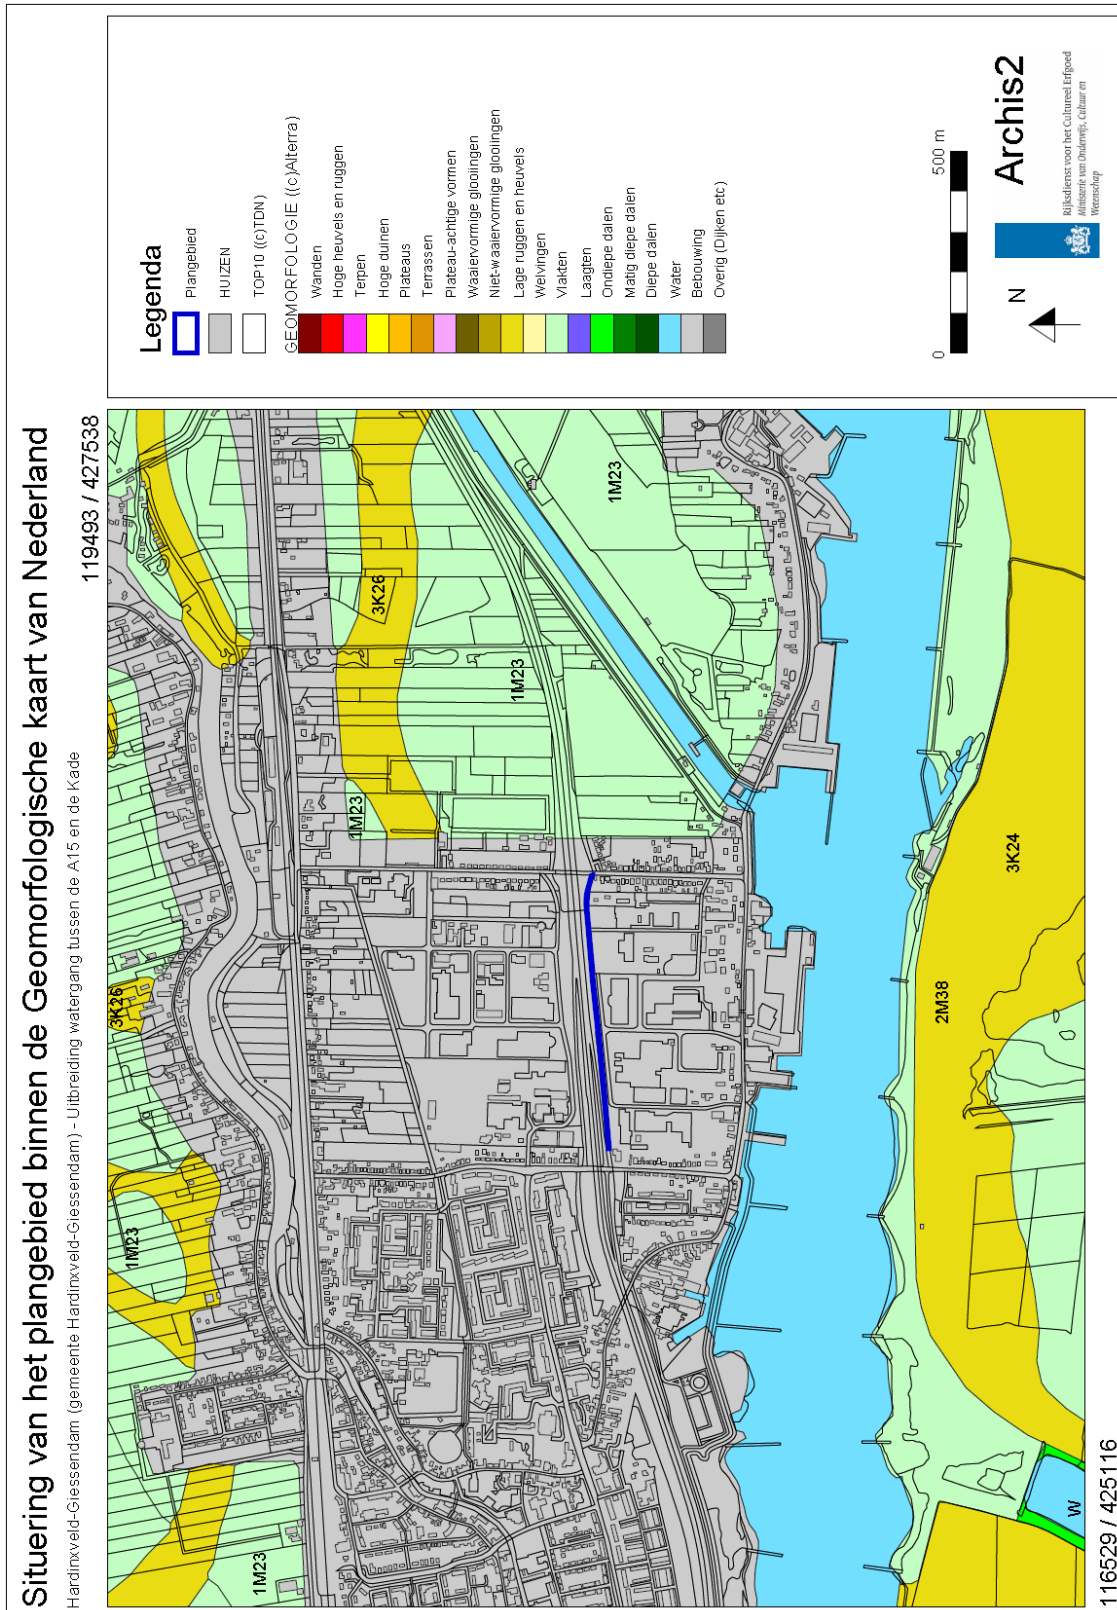 Situering van het plangebied binnen de Geomorfologische kaart van Nederland
Hardinxveld-Giessendam (gemeente Hardinxveld-Giessendam) - Uitbreiding watergang tussen de A15 en de Kade
119493 / 427538
1M23
3K26
3K26
1M23
1M23
1M23
1M23
2M38
3K24
W
116529 / 425116
Legenda
Plangebied
HUIZEN
TOP10 ((c)TDN)
GEOMORFOLOGIE ((c)Alterra)
Wanden
Hoge heuvels en ruggen
Terpen
Hoge duinen
Plateaus
Terrassen
Plateau-achtige vormen
Waaiervormige glooiingen
Niet-waaiervormige glooiingen
Lage ruggen en heuvels
Welvingen
Vlakten
Laagten
Ondiepe dalen
Matig diepe dalen
Diepe dalen
Water
Bebouwing
Overig (Dijken etc)
0
500 m
N
Archis2
Rijksdienst voor het Cultureel Erfgoed
Ministerie van Onderwijs, Cultuur en
Wetenschap